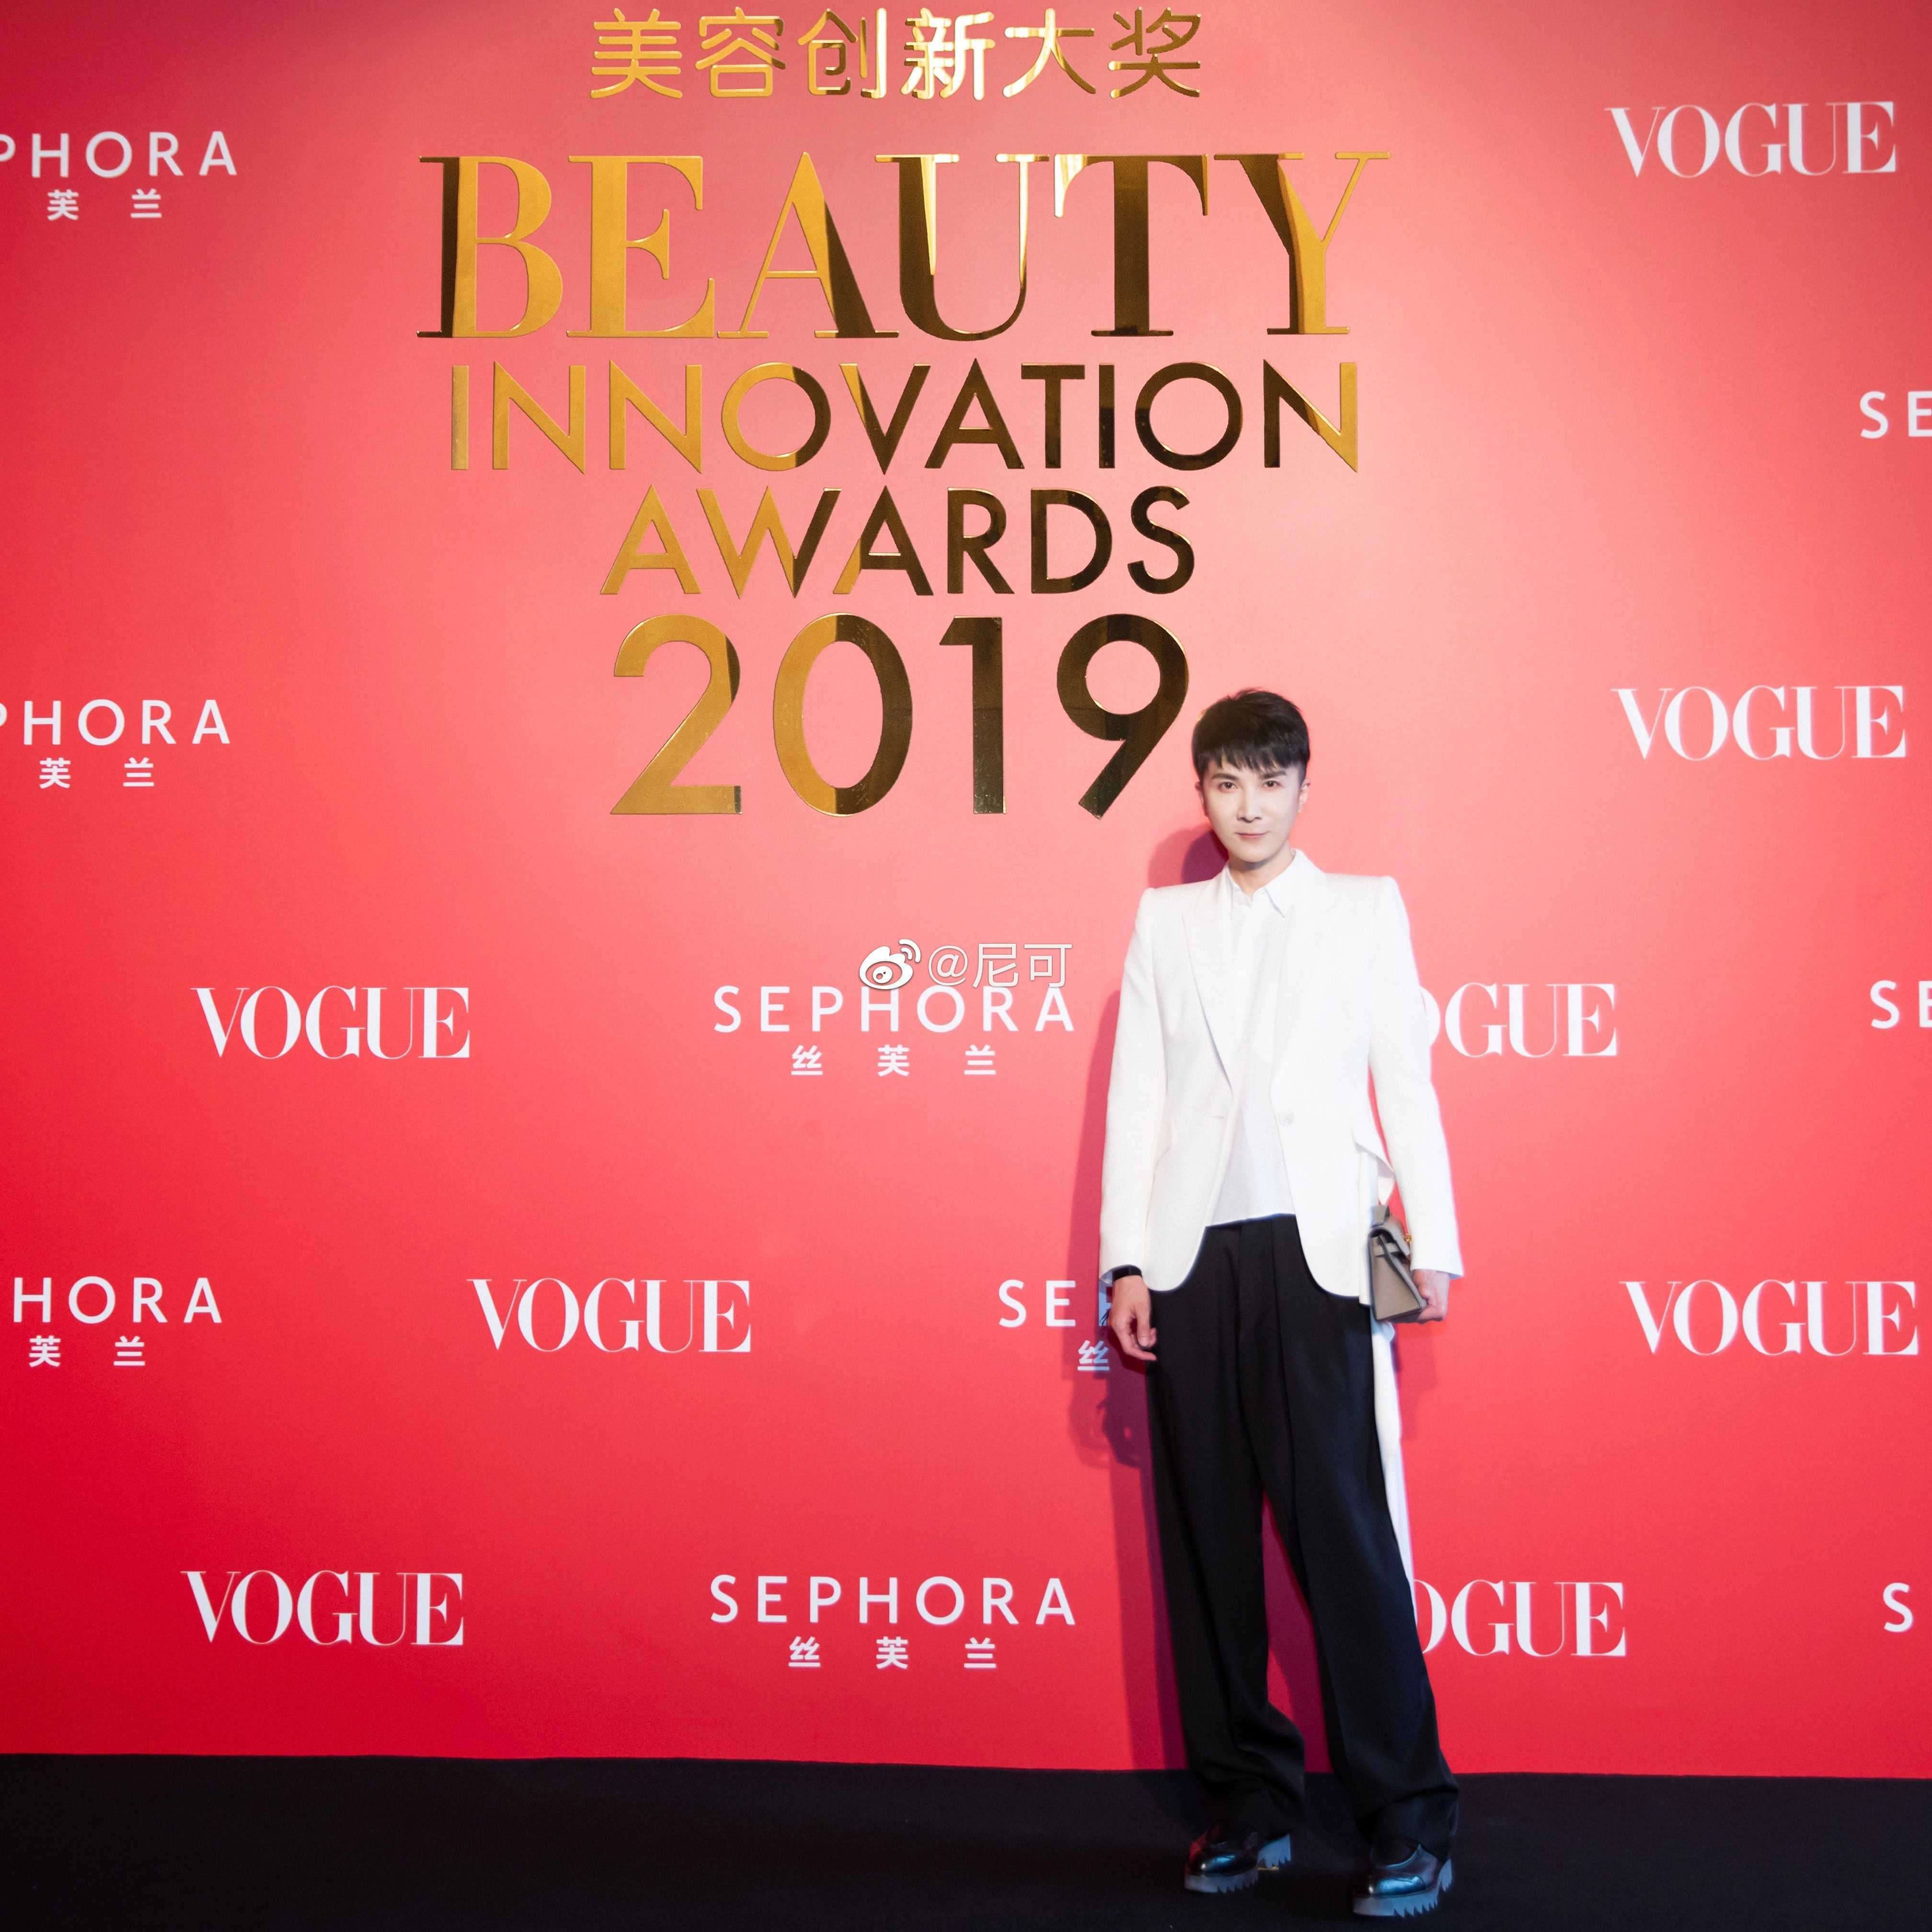 美容创新大奖
BEAUTY
INNOVATION
AWARDS
2019
PHORA
芙 兰
VOGUE
SE
PHORA
芙 兰
VOGUE
@尼可
VOGUE
SEPHORA
丝 芙 兰
OGUE
SE
HORA
芙 兰
VOGUE
SEP
丝
VOGUE
VOGUE
SEPHORA
丝 芙 兰
OGUE
S